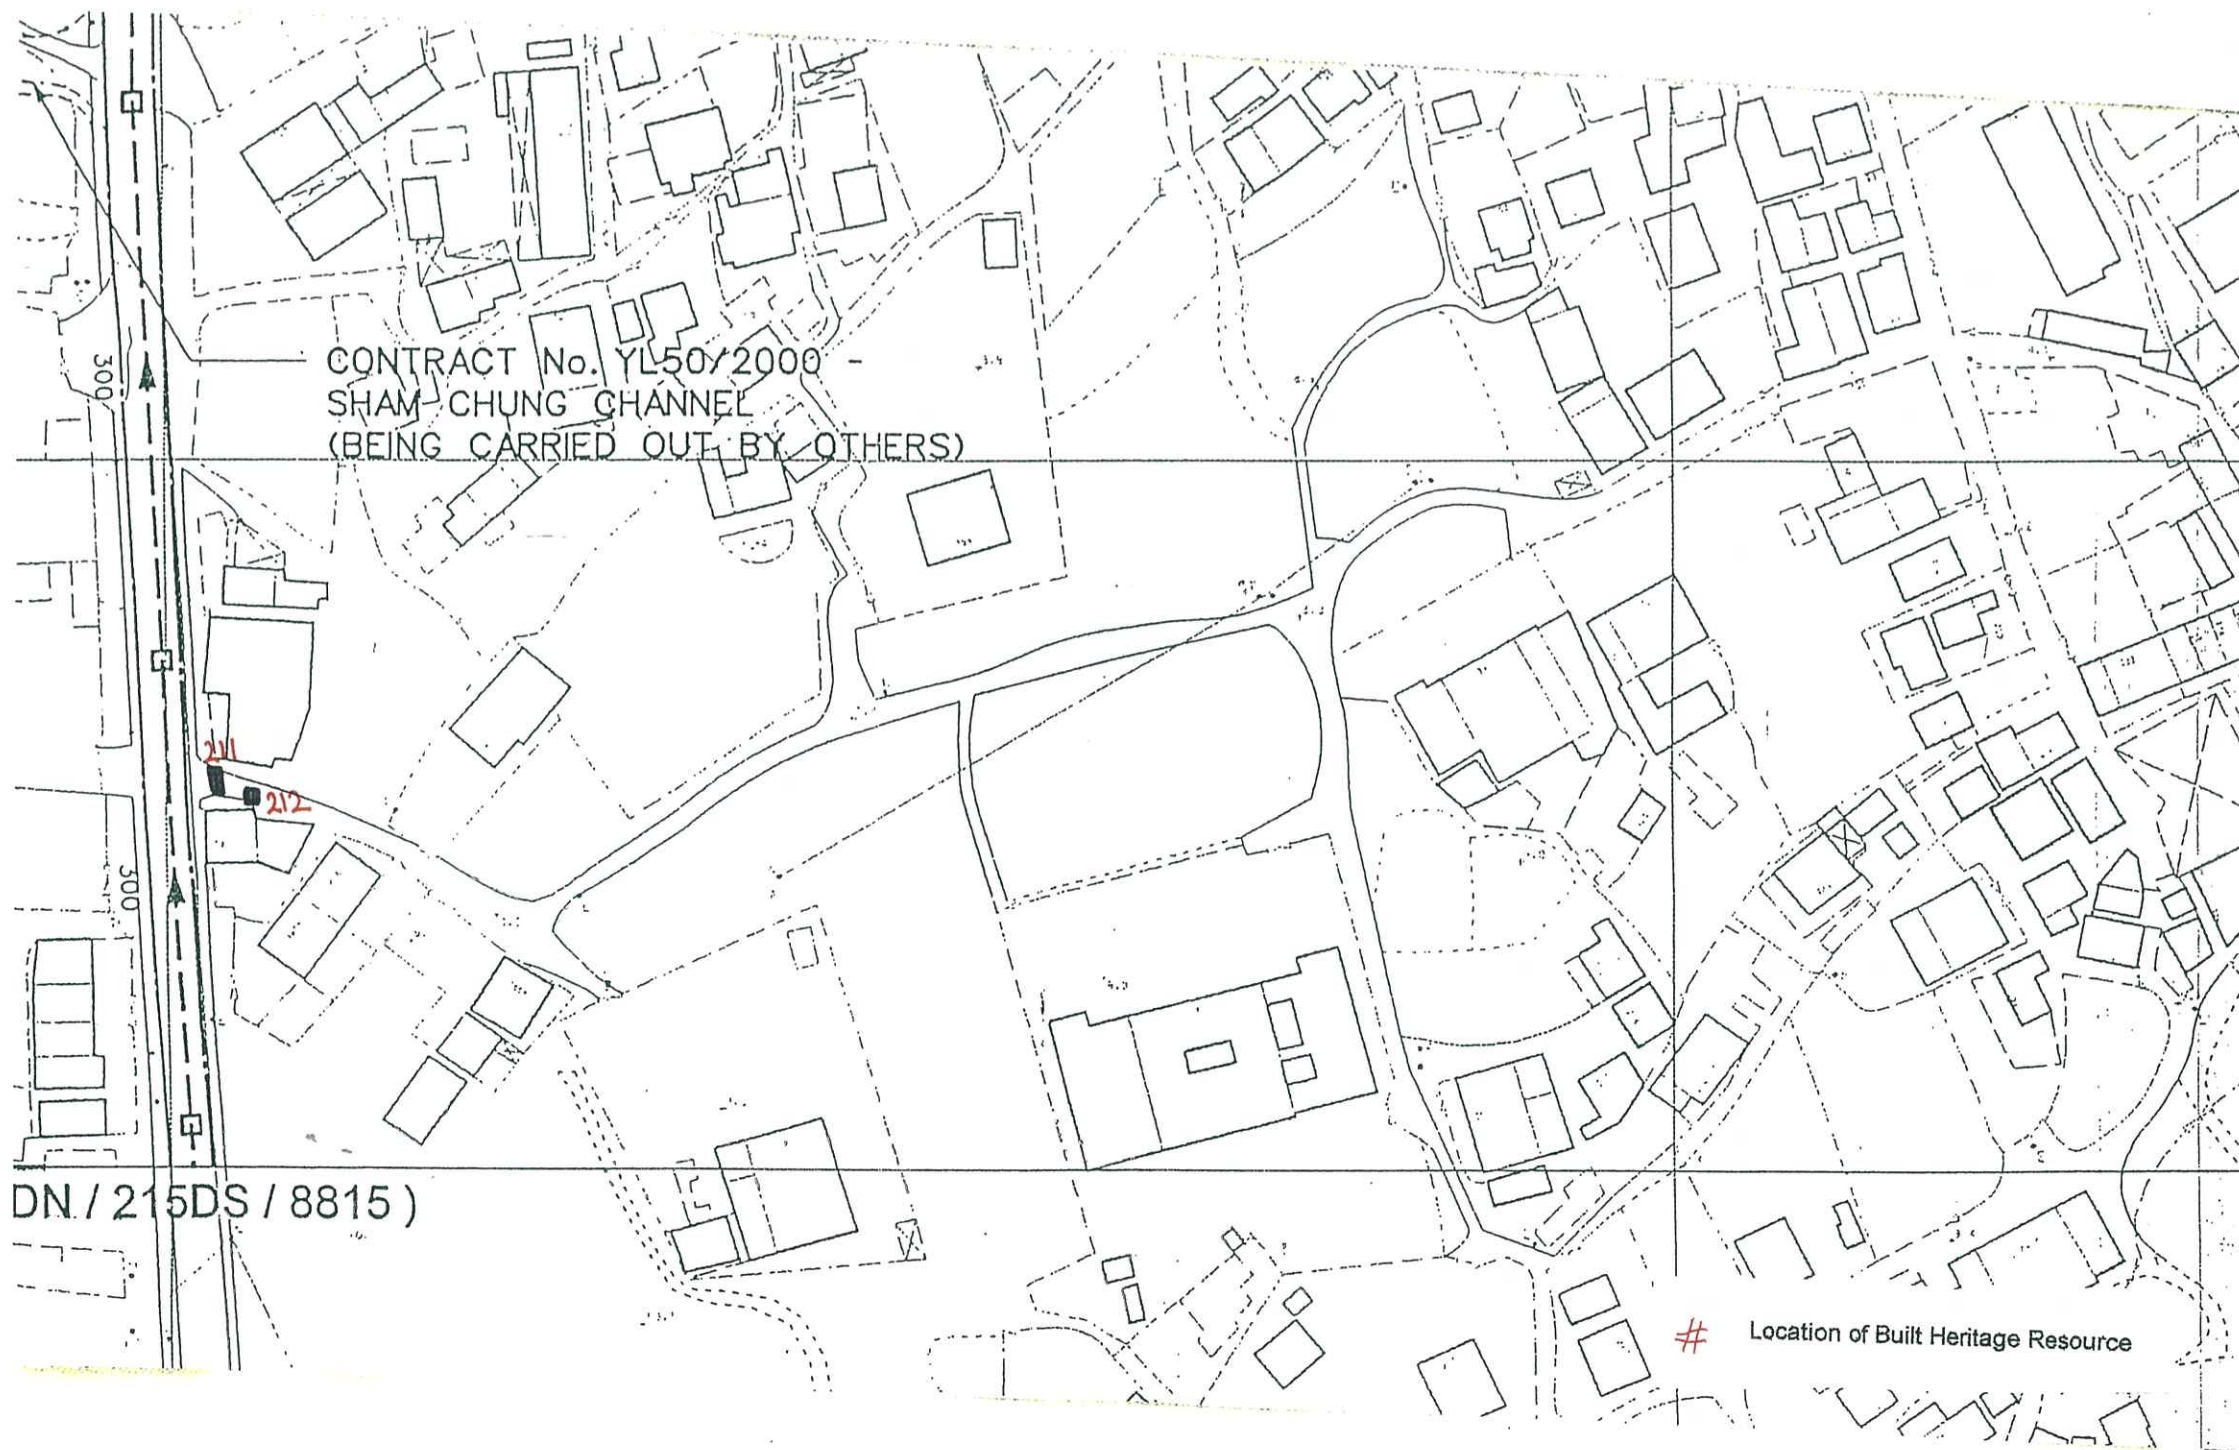 300
CONTRACT No. YL50/2000 -
SHAM CHUNG CHANNEL
(BEING CARRIED OUT BY OTHERS)
211
212
300
DN / 215DS / 8815 )
# Location of Built Heritage Resource